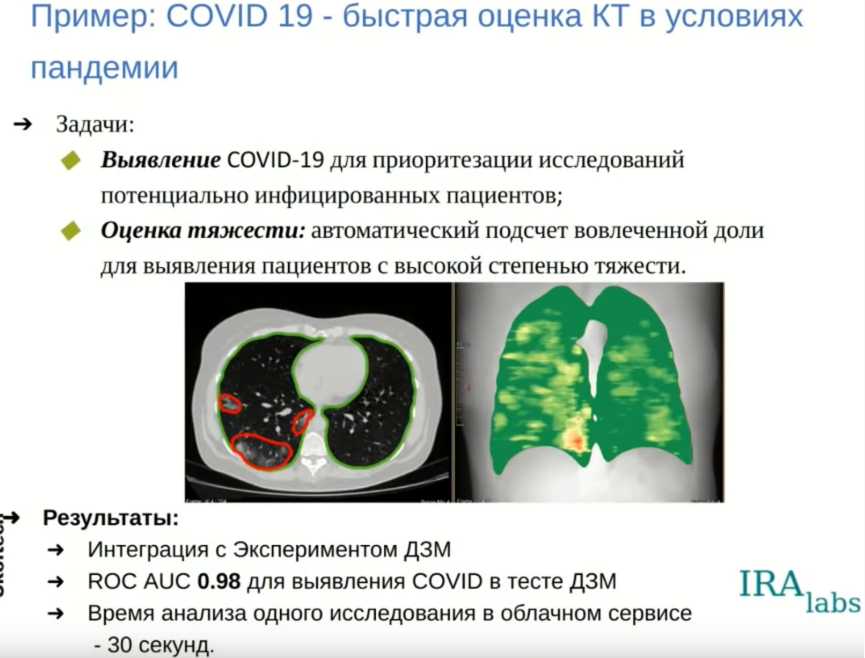 Пример: COVID 19 - быстрая оценка КТ в условиях
пандемии
➔ Задачи:
◆ Выявление COVID-19 для приоритезации исследований
потенциально инфицированных пациентов;
◆ Оценка тяжести: автоматический подсчет вовлеченной доли
для выявления пациентов с высокой степенью тяжести.
➔ Результаты:
➔ Интеграция с Экспериментом ДЗМ
➔ ROC AUC 0.98 для выявления COVID в тесте ДЗМ
➔ Время анализа одного исследования в облачном сервисе
- 30 секунд.
IRA
labs